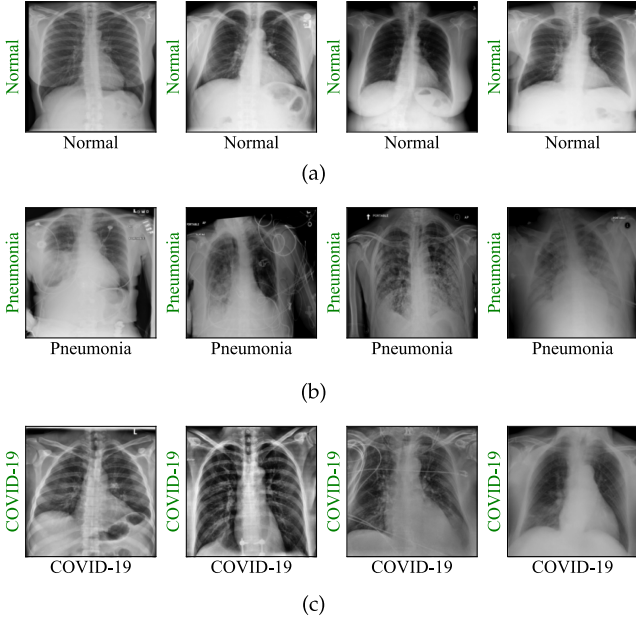 Normal Normal Normal Normal
Normal Normal Normal Normal
(a)
Pneumonia Pneumonia Pneumonia Pneumonia
Pneumonia Pneumonia Pneumonia Pneumonia
(b)
COVID-19 COVID-19 COVID-19 COVID-19
L
COVID-19 COVID-19 COVID-19 COVID-19
(c)